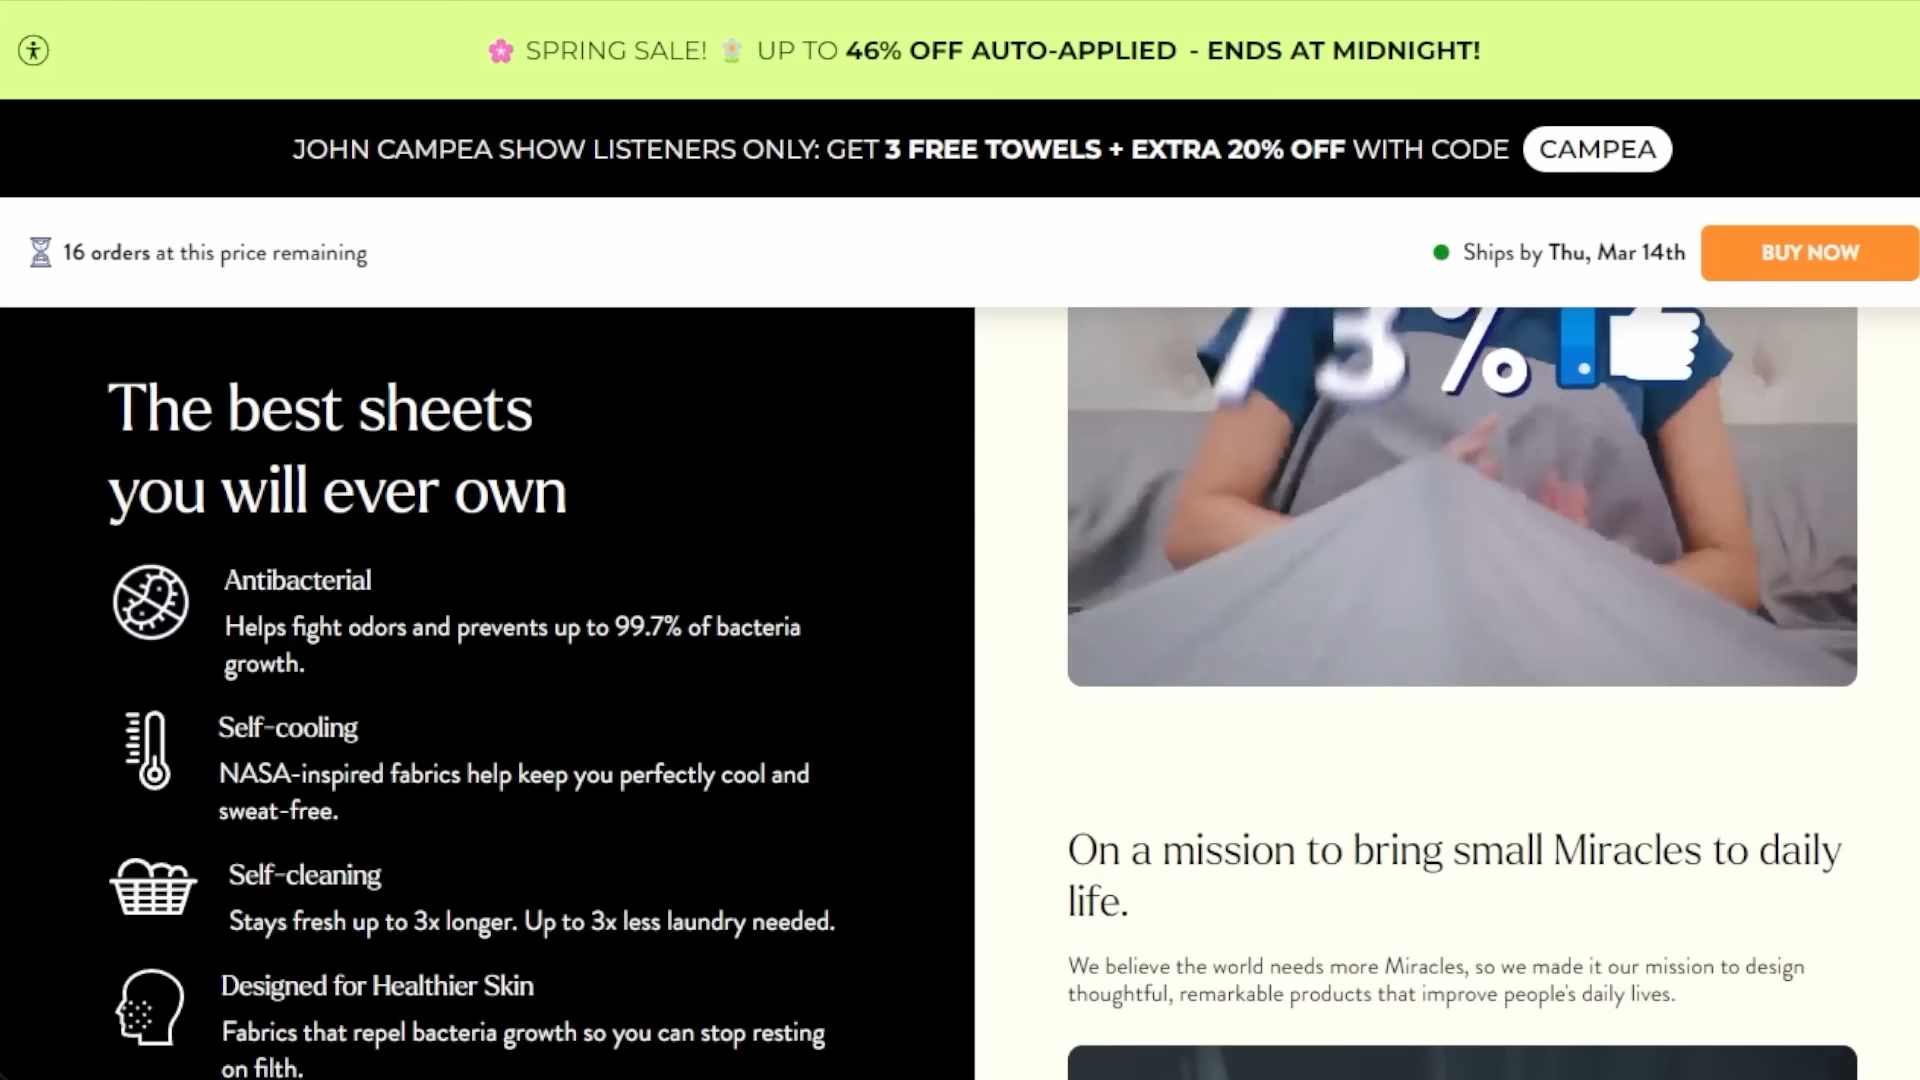 SPRING SALE! UP TO 46% OFF AUTO-APPLIED - ENDS AT MIDNIGHT!
JOHN CAMPEA SHOW LISTENERS ONLY: GET 3 FREE TOWELS + EXTRA 20% OFF WITH CODE CAMPEA
16 orders at this price remaining
Ships by Thu, Mar 14th
BUY NOW
The best sheets
you will ever own
Antibacterial
Helps fight odors and prevents up to 99.7% of bacteria
growth.
Self-cooling
NASA-inspired fabrics help keep you perfectly cool and
sweat-free.
Self-cleaning
Stays fresh up to 3x longer. Up to 3x less laundry needed.
Designed for Healthier Skin
Fabrics that repel bacteria growth so you can stop resting
on filth.
%
On a mission to bring small Miracles to daily
life.
We believe the world needs more Miracles, so we made it our mission to design
thoughtful, remarkable products that improve people's daily lives.